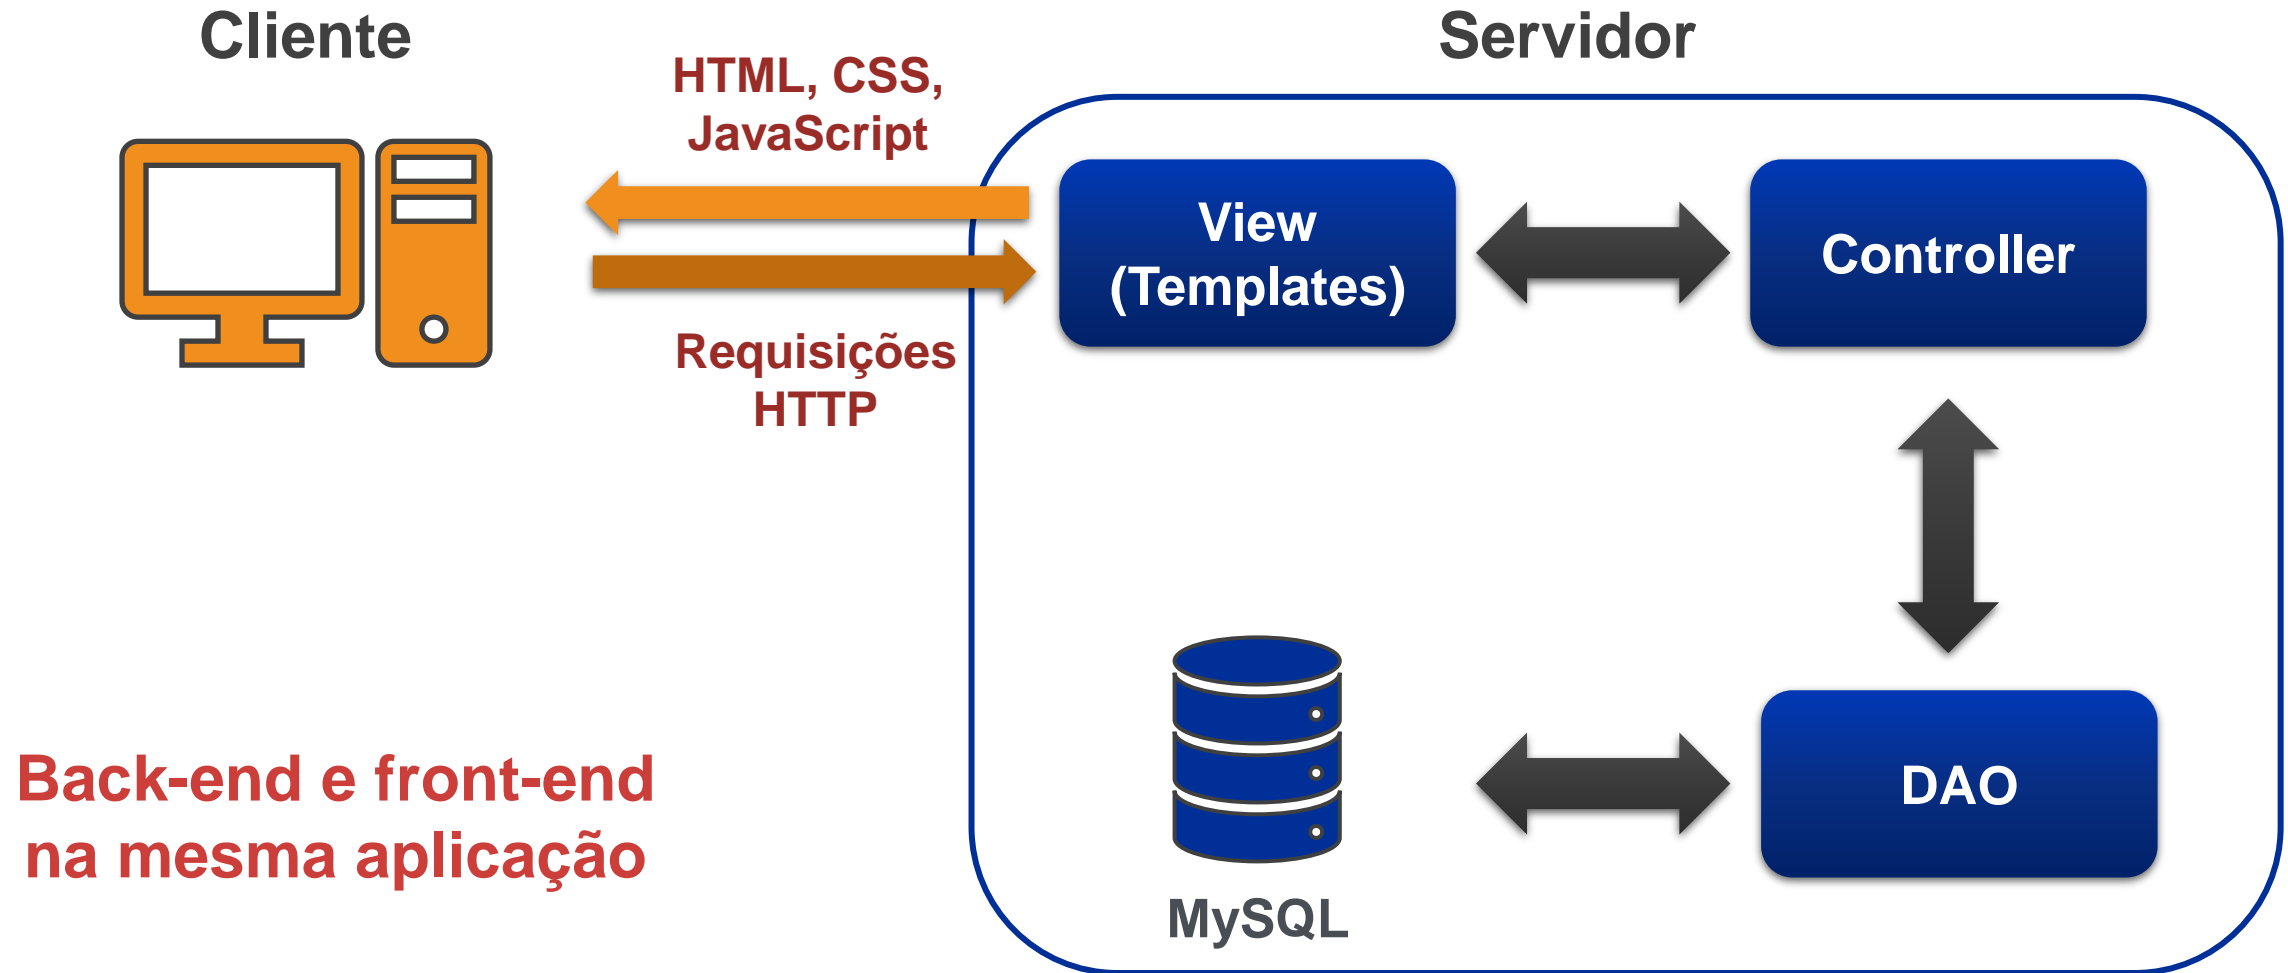 Cliente
Servidor
HTML, CSS,
JavaScript
Requisições
HTTP
View
(Templates)
Controller
DAO
MySQL
Back-end e front-end
na mesma aplicação